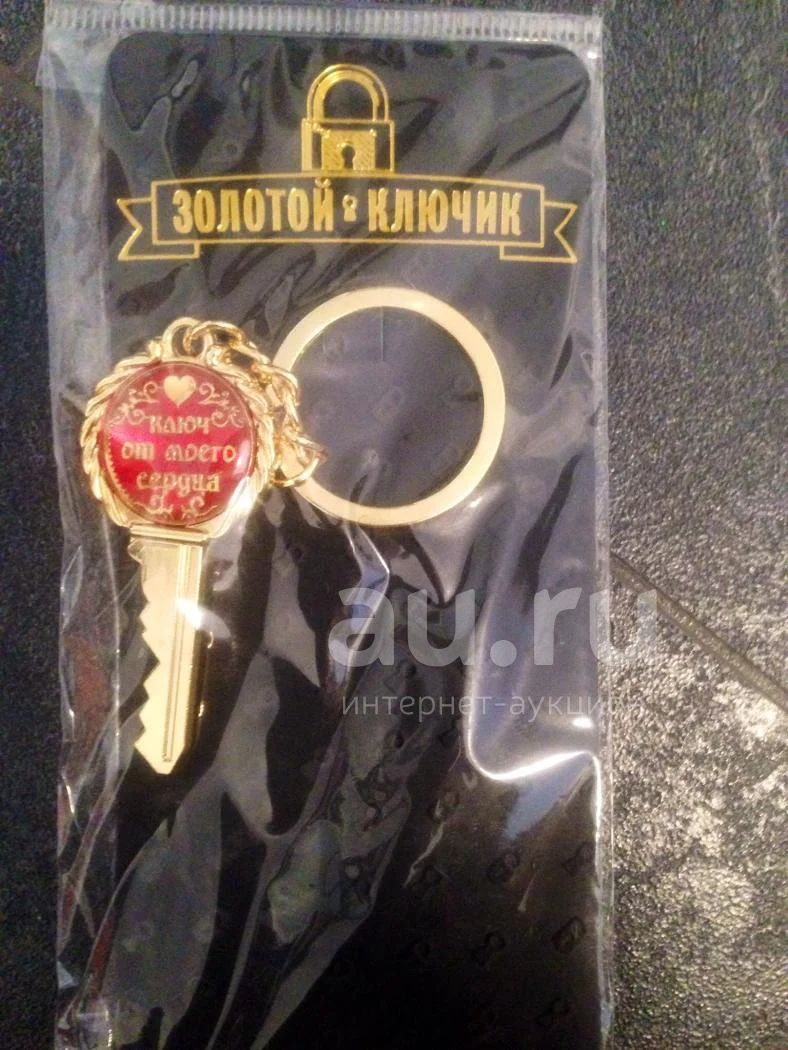 ЗОЛОТОЙ КЛЮЧИК
КЛЮЧ
от моего
сердца
au.ru
интернет-аукцион